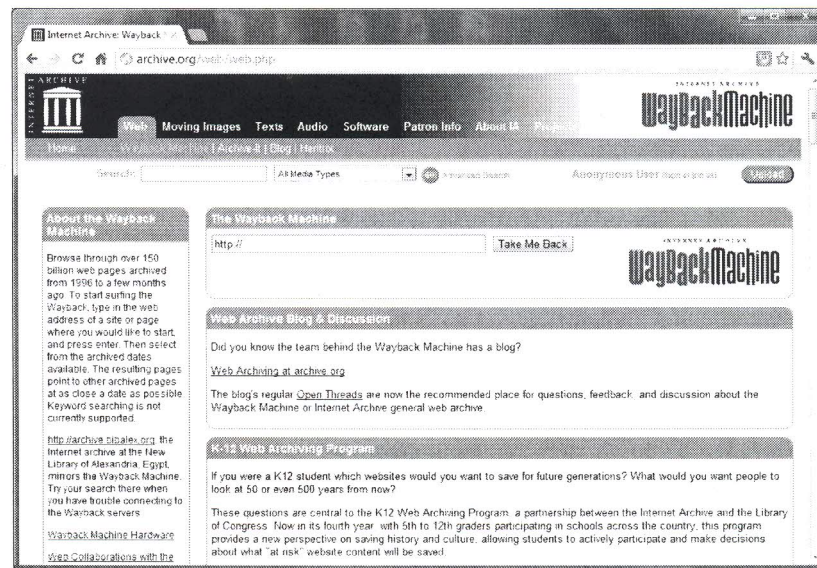 Internet Archive: Wayback
archive.org/web/web.php
INTERNET ARCHIVE
INTERNET ARCHIVE
WayBackMachine
Web Moving Images Texts Audio Software Patron Info About IA
Home Wayback Machine | Archive-It | Blog | Heritrix
Search: All Media Types Advanced Search Anonymous User Upload
About the Wayback
Machine
Browse through over 150
billion web pages archived
from 1996 to a few months
ago. To start surfing the
Wayback, type in the web
address of a site or page
where you would like to start,
and press enter. Then select
from the archived dates
available. The resulting pages
point to other archived pages
at as close a date as possible.
Keyword searching is not
currently supported.
http://archive.bibalex.org, the
Internet archive at the New
Library of Alexandria, Egypt,
mirrors the Wayback Machine.
Try your search there when
you have trouble connecting to
the Wayback servers.
Wayback Machine Hardware
Web Collaborations with the
The Wayback Machine
http:// Take Me Back
INTERNET ARCHIVE
WayBackMachine
Web Archive Blog & Discussion
Did you know the team behind the Wayback Machine has a blog?
Web Archiving at archive.org
The blog's regular Open Threads are now the recommended place for questions, feedback, and discussion about the
Wayback Machine or Internet Archive general web archive.
K-12 Web Archiving Program
If you were a K12 student which websites would you want to save for future generations? What would you want people to
look at 50 or even 500 years from now?
These questions are central to the K12 Web Archiving Program, a partnership between the Internet Archive and the Library
of Congress. Now in its fourth year, with 5th to 12th graders participating in schools across the country, this program
provides a new perspective on saving history and culture, allowing students to actively participate and make decisions
about what "at risk" website content will be saved.